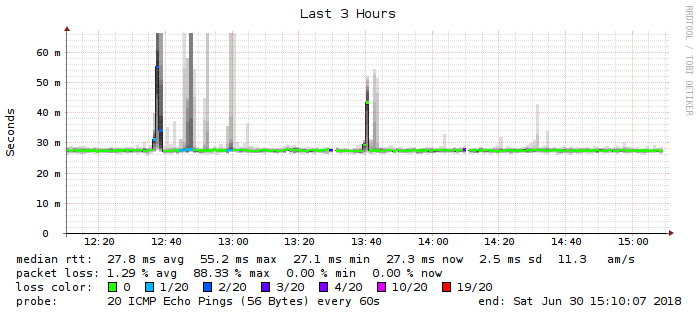 Last 3 Hours
RRDTOOL / TOBI OETIKER
Seconds
60 m
50 m
40 m
30 m
20 m
10 m
0
12:20 12:40 13:00 13:20 13:40 14:00 14:20 14:40 15:00
median rtt: 27.8 ms avg 55.2 ms max 27.1 ms min 27.3 ms now 2.5 ms sd 11.3 am/s
packet loss: 1.29 % avg 88.33 % max 0.00 % min 0.00 % now
loss color: 0 1/20 2/20 3/20 4/20 10/20 19/20
probe: 20 ICMP Echo Pings (56 Bytes) every 60s end: Sat Jun 30 15:10:07 2018